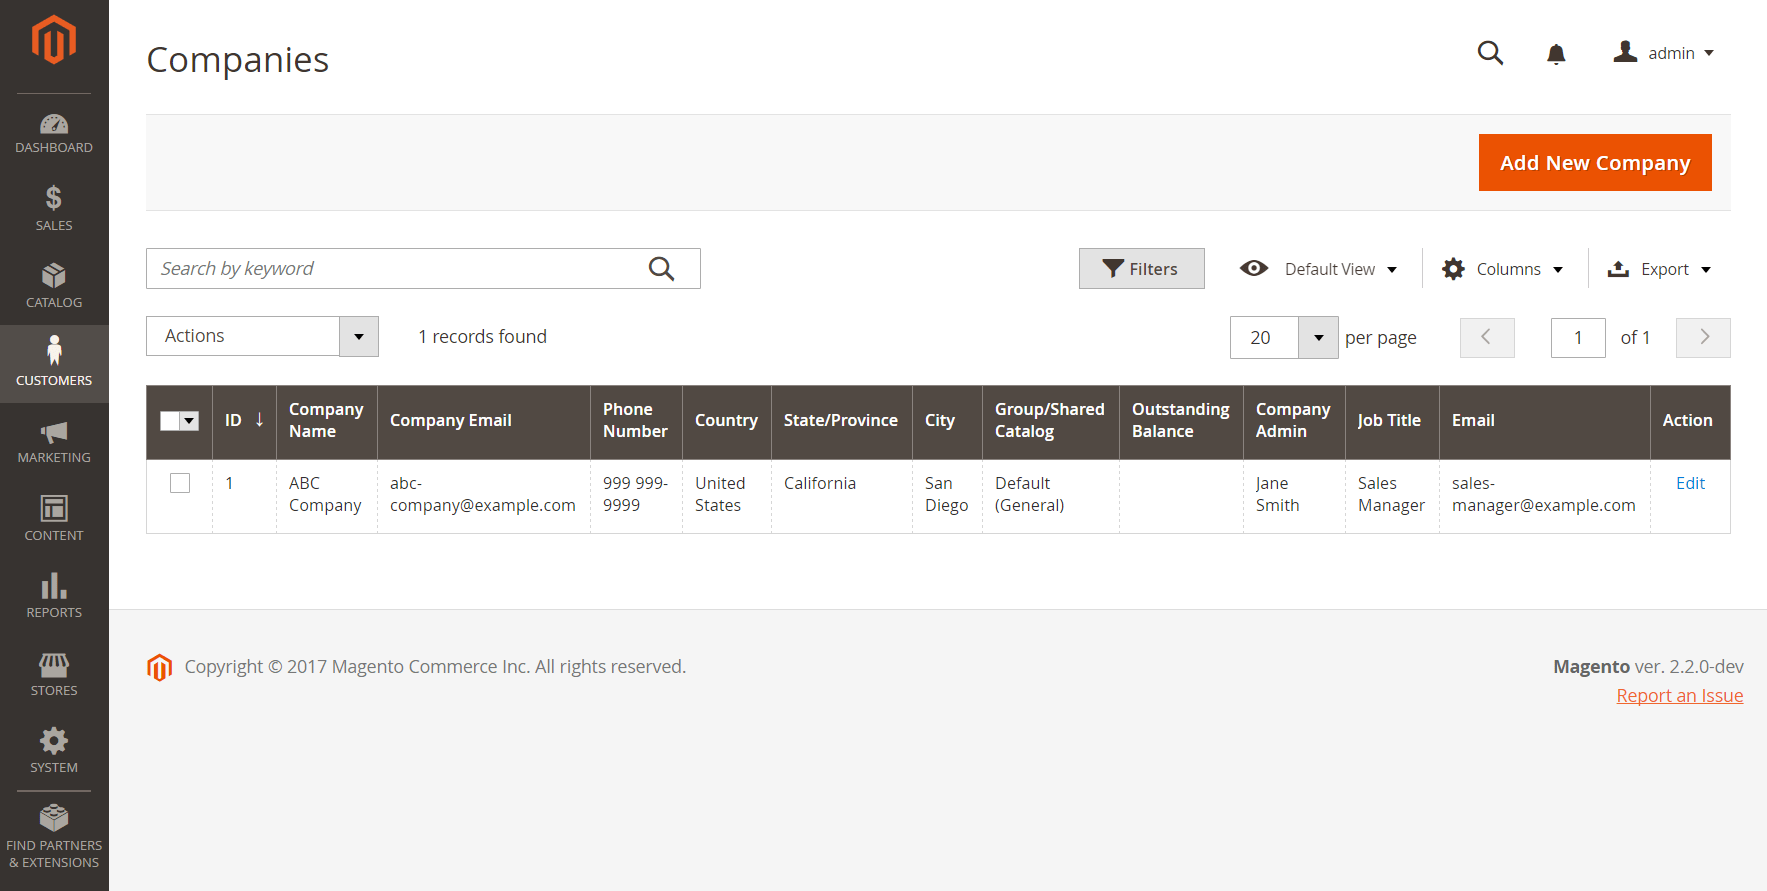 Companies
admin
DASHBOARD
SALES
CATALOG
CUSTOMERS
MARKETING
CONTENT
REPORTS
STORES
SYSTEM
FIND PARTNERS
& EXTENSIONS
Add New Company
Search by keyword
Filters
Default View
Columns
Export
Actions
1 records found
20
per page
1
of 1
ID
Company
Name
Company Email
Phone
Number
Country
State/Province
City
Group/Shared
Catalog
Outstanding
Balance
Company
Admin
Job Title
Email
Action
1
ABC
Company
abc-
company@example.com
999 999-
9999
United
States
California
San
Diego
Default
(General)
Jane
Smith
Sales
Manager
sales-
manager@example.com
Edit
Copyright © 2017 Magento Commerce Inc. All rights reserved.
Magento ver. 2.2.0-dev
Report an Issue